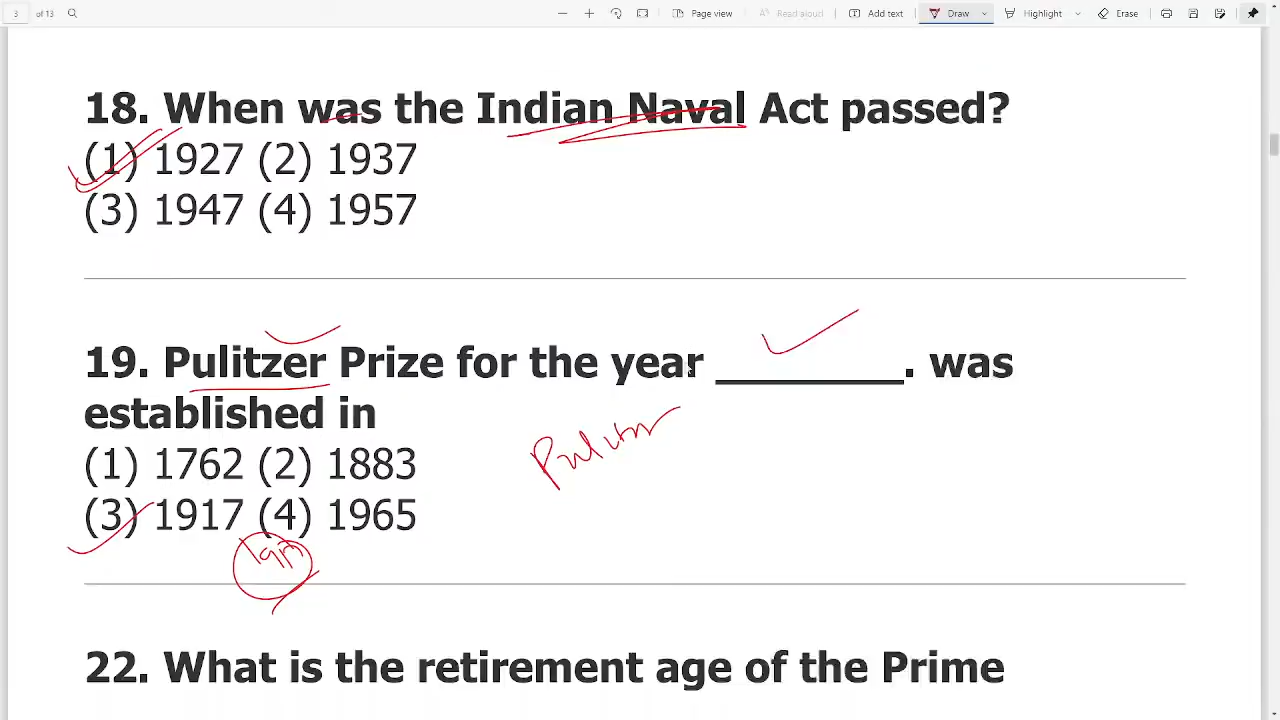 3 of 13 Page view Read aloud Add text Draw Highlight Erase
18. When was the Indian Naval Act passed?
(1) 1927 (2) 1937
(3) 1947 (4) 1957
19. Pulitzer Prize for the year ________. was
established in
(1) 1762 (2) 1883
(3) 1917 (4) 1965
22. What is the retirement age of the Prime